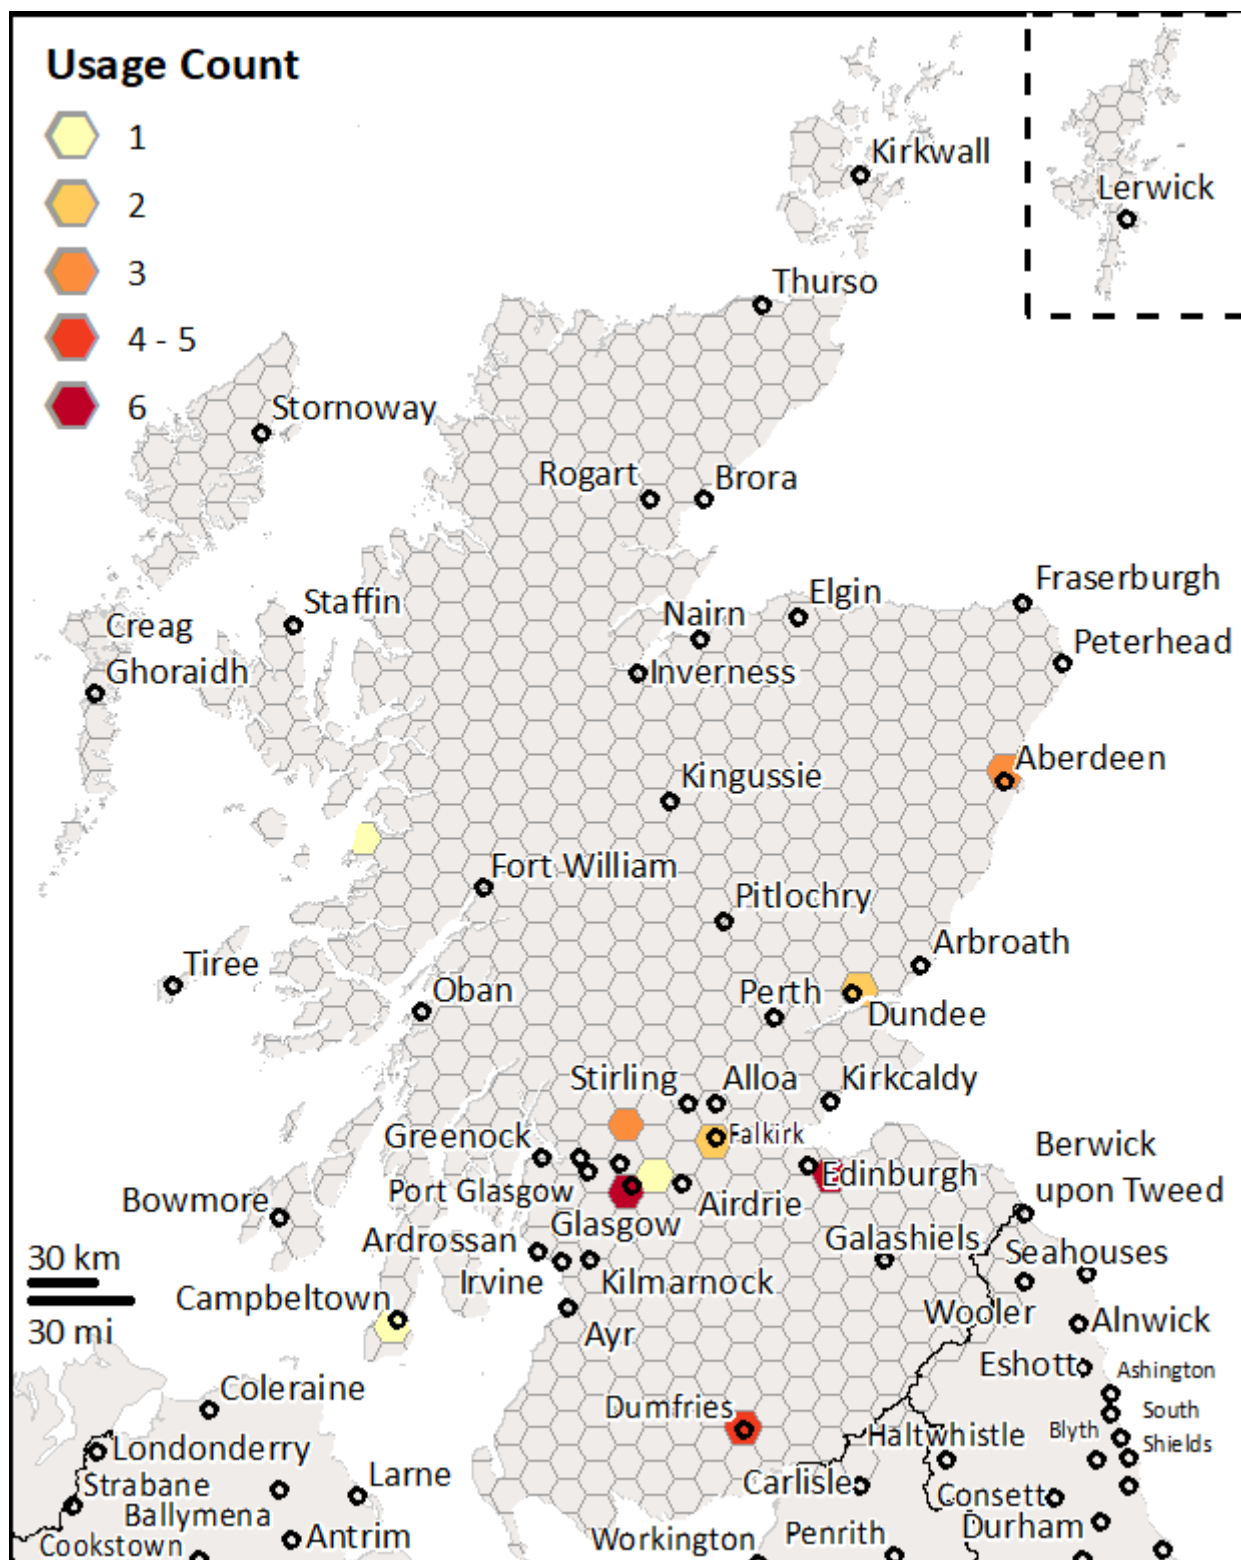 Usage Count
1
2
3
4 - 5
6
Kirkwall
Lerwick
Thurso
Stornoway
Rogart
Brora
Fraserburgh
Elgin
Staffin
Nairn
Creag
Ghoraidh
Peterhead
Inverness
Aberdeen
Kingussie
Fort William
Pitlochry
Arbroath
Tiree
Oban
Perth
Dundee
Stirling
Alloa
Kirkcaldy
Greenock
Falkirk
Berwick
upon Tweed
Edinburgh
Port Glasgow
Airdrie
Bowmore
Glasgow
Ardrossan
Galashiels
Seahouses
30 km
Irvine
Kilmarnock
Campbeltown
Wooler
Alnwick
30 mi
Ayr
Eshott
Ashington
Coleraine
Dumfries
South
Shields
Blyth
Haltwhistle
Londonderry
Larne
Carlisle
Strabane
Consett
Ballymena
Durham
Antrim
Workington
Penrith
Cookstown